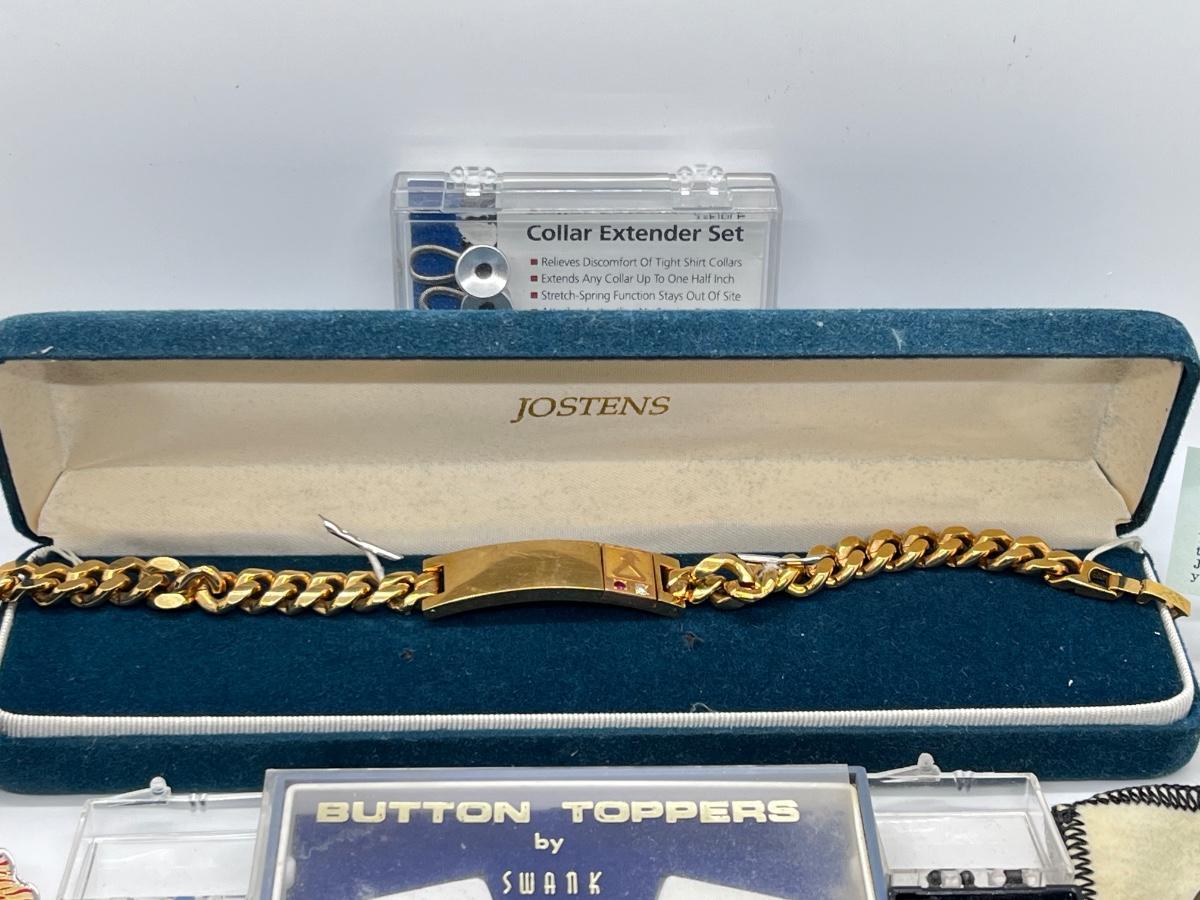 Collar Extender Set
Relieves Discomfort Of Tight Shirt Collars
Extends Any Collar Up To One Half Inch
Stretch-Spring Function Stays Out Of Site
JOSTENS
BUTTON TOPPERS
by
SWANK